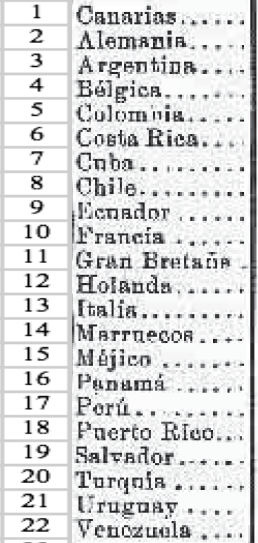 1 Canarias......
2 Alemania.....
3 Argentina....
4 Bélgica.......
5 Colombia.....
6 Costa Rica...
7 Cuba.........
8 Chile........
9 Ecuador ......
10 Francia ......
11 Gran Bretaña .
12 Holanda......
13 Italia.........
14 Marruecos....
15 Méjico .......
16 Panamá ......
17 Perú.. .......
18 Puerto Rico...
19 Salvador......
20 Turquía ......
21 Uruguay ....
22 Venezuela ....